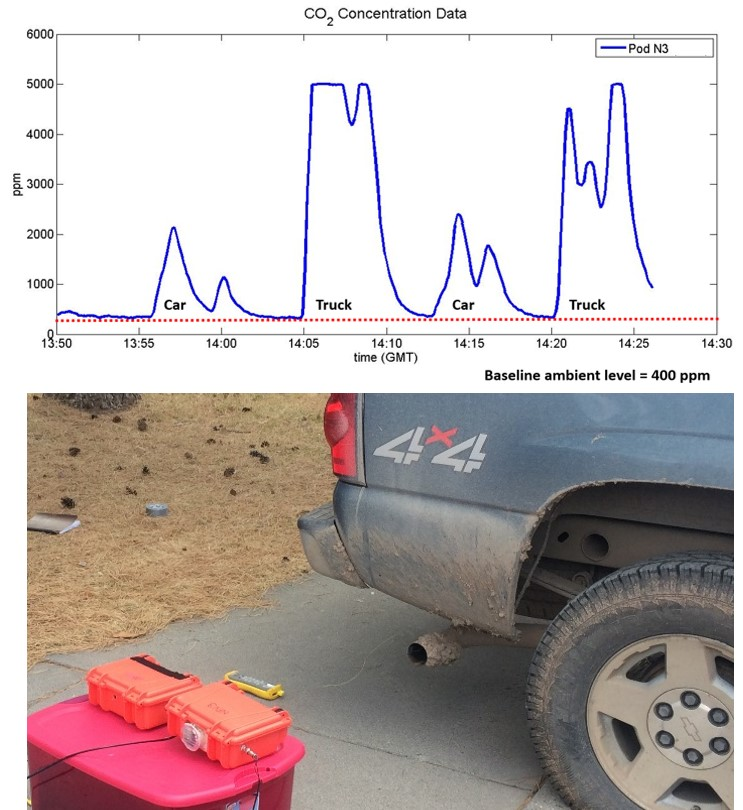 CO2 Concentration Data
6000
5000
4000
3000
2000
1000
0
ppm
Pod N3
Car
Truck
Car
Truck
13:50 13:55 14:00 14:05 14:10 14:15 14:20 14:25 14:30
time (GMT)
Baseline ambient level = 400 ppm
4x4